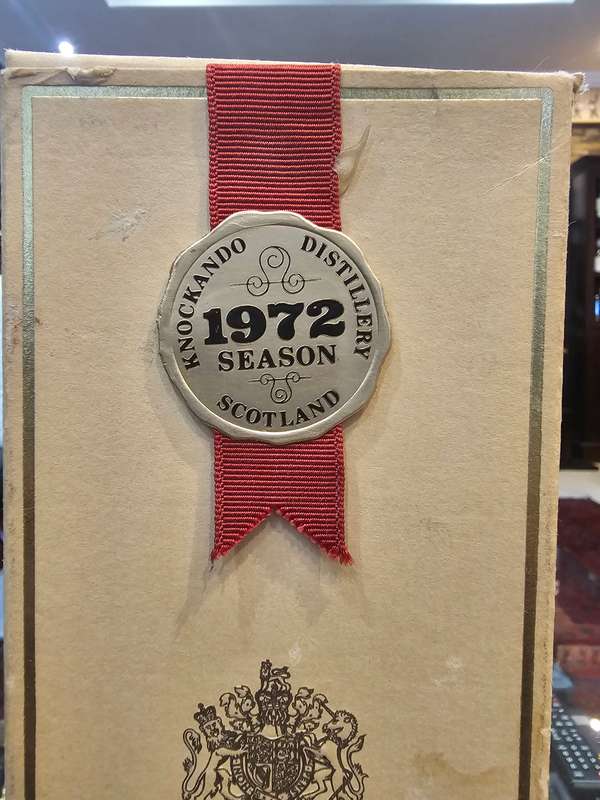 KNOCKANDO DISTILLERY
1972
SEASON
SCOTLAND